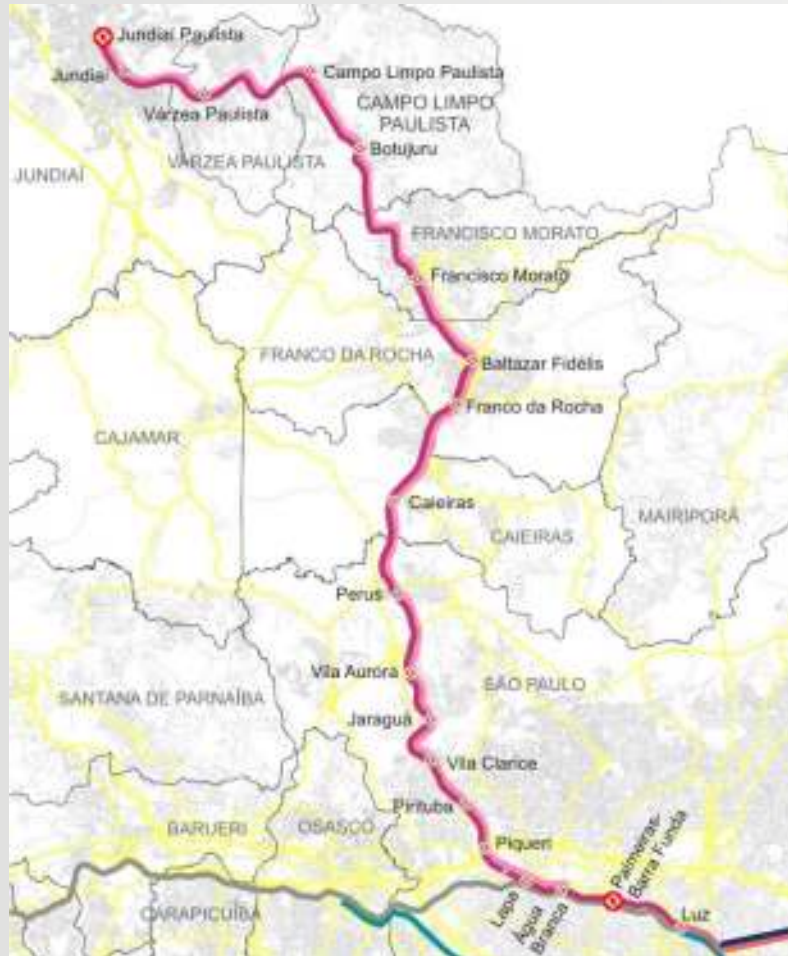 Jundiaí Paulista
Jundiaí
Campo Limpo Paulista
Várzea Paulista
CAMPO LIMPO
PAULISTA
Botujuru
VÁRZEA PAULISTA
JUNDIAÍ
FRANCISCO MORATO
Francisco Morato
FRANCO DA ROCHA
Baltazar Fidélis
Franco da Rocha
CAJAMAR
Caieiras
MAIRIPORÃ
CAIEIRAS
Perus
Vila Aurora
SÃO PAULO
SANTANA DE PARNAÍBA
Jaraguá
Vila Clarice
Pirituba
BARUERI
OSASCO
Piqueri
Palmeiras-
Barra Funda
Lapa
Água
Branca
CARAPICUÍBA
Luz